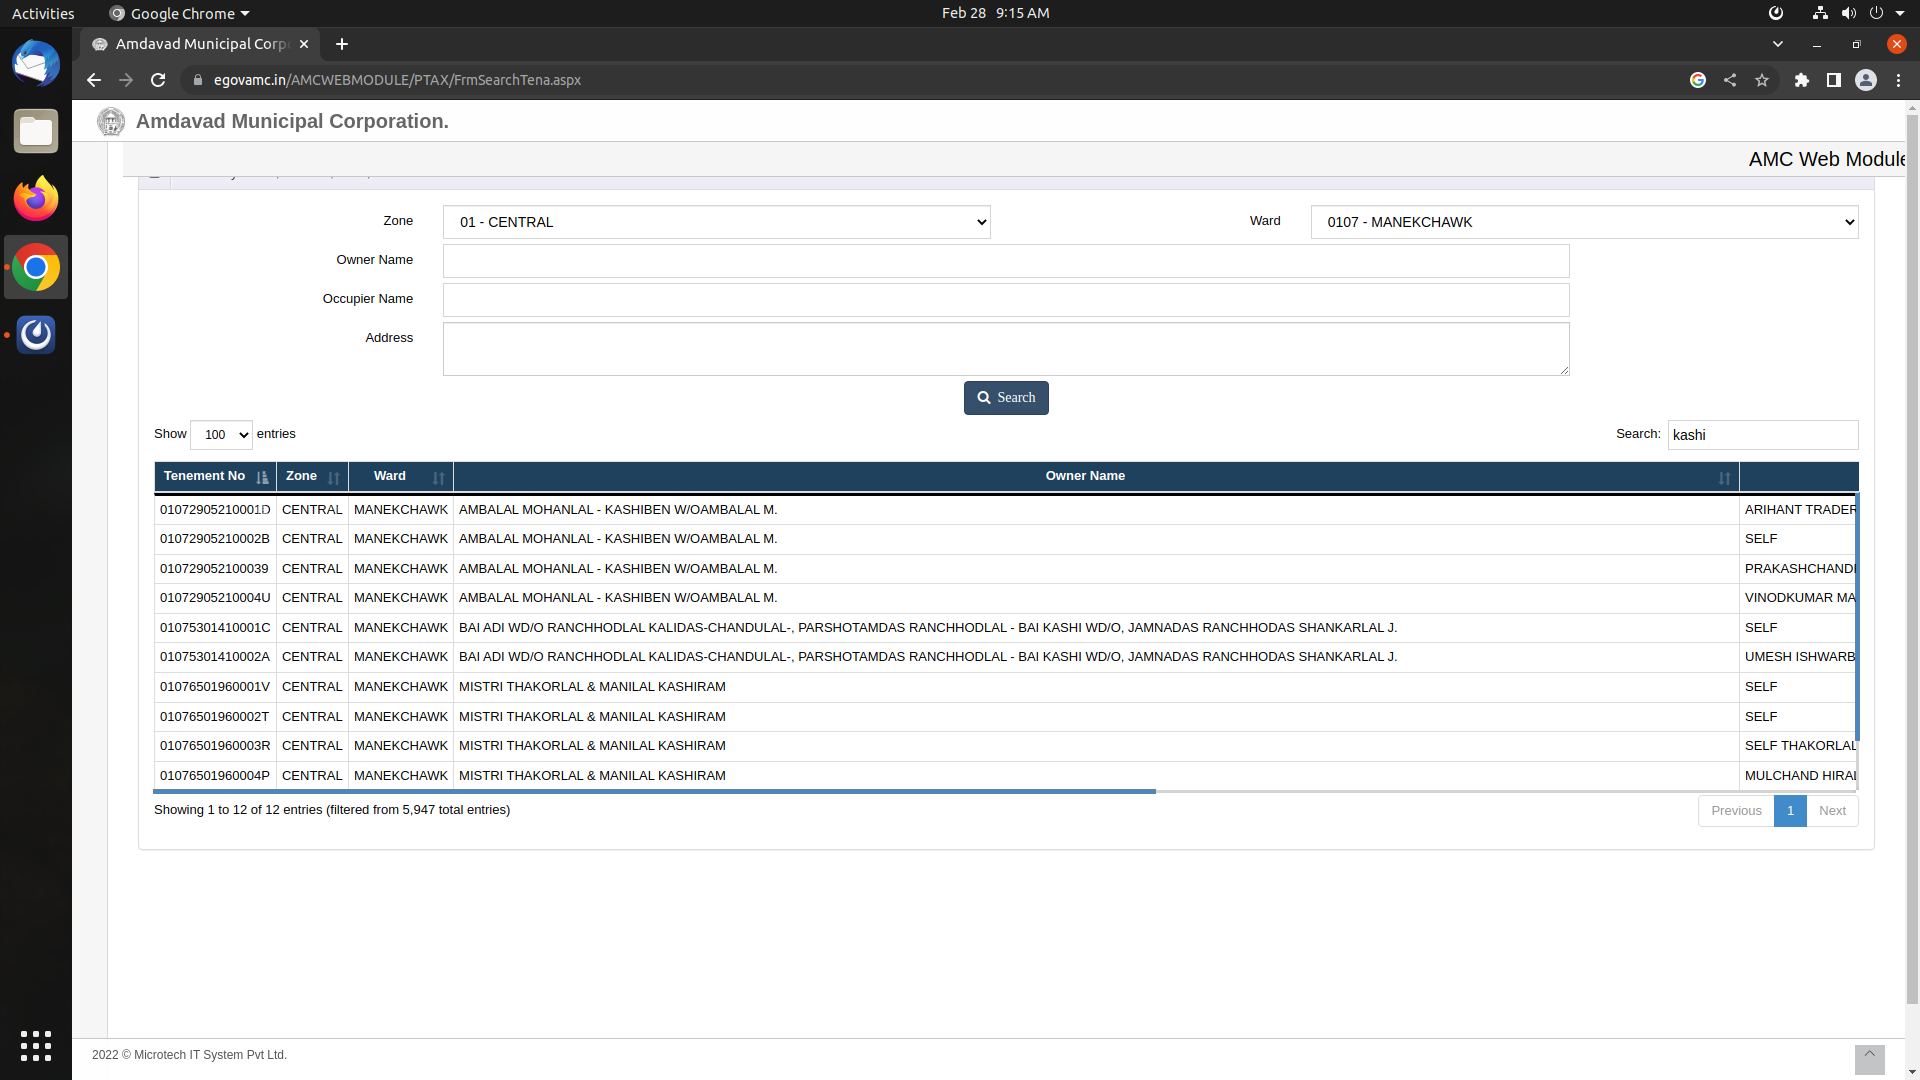 Activities Google Chrome Feb 28 9:15 AM
Amdavad Municipal Corp
egovamc.in/AMCWEBMODULE/PTAX/FrmSearchTena.aspx
Amdavad Municipal Corporation.
AMC Web Module
Zone 01 - CENTRAL Ward 0107 - MANEKCHAWK
Owner Name
Occupier Name
Address
Search
Show 100 entries Search: kashi
Tenement No Zone Ward Owner Name
01072905210001D CENTRAL MANEKCHAWK AMBALAL MOHANLAL - KASHIBEN W/OAMBALAL M. ARIHANT TRADER
01072905210002B CENTRAL MANEKCHAWK AMBALAL MOHANLAL - KASHIBEN W/OAMBALAL M. SELF
010729052100039 CENTRAL MANEKCHAWK AMBALAL MOHANLAL - KASHIBEN W/OAMBALAL M. PRAKASHCHAND
01072905210004U CENTRAL MANEKCHAWK AMBALAL MOHANLAL - KASHIBEN W/OAMBALAL M. VINODKUMAR MA
01075301410001C CENTRAL MANEKCHAWK BAI ADI WD/O RANCHHODLAL KALIDAS-CHANDULAL-, PARSHOTAMDAS RANCHHODLAL - BAI KASHI WD/O, JAMNADAS RANCHHODAS SHANKARLAL J. SELF
01075301410002A CENTRAL MANEKCHAWK BAI ADI WD/O RANCHHODLAL KALIDAS-CHANDULAL-, PARSHOTAMDAS RANCHHODLAL - BAI KASHI WD/O, JAMNADAS RANCHHODAS SHANKARLAL J. UMESH ISHWARB
01076501960001V CENTRAL MANEKCHAWK MISTRI THAKORLAL & MANILAL KASHIRAM SELF
01076501960002T CENTRAL MANEKCHAWK MISTRI THAKORLAL & MANILAL KASHIRAM SELF
01076501960003R CENTRAL MANEKCHAWK MISTRI THAKORLAL & MANILAL KASHIRAM SELF THAKORLAL
01076501960004P CENTRAL MANEKCHAWK MISTRI THAKORLAL & MANILAL KASHIRAM MULCHAND HIRAL
Showing 1 to 12 of 12 entries (filtered from 5,947 total entries) Previous 1 Next
2022 © Microtech IT System Pvt Ltd.